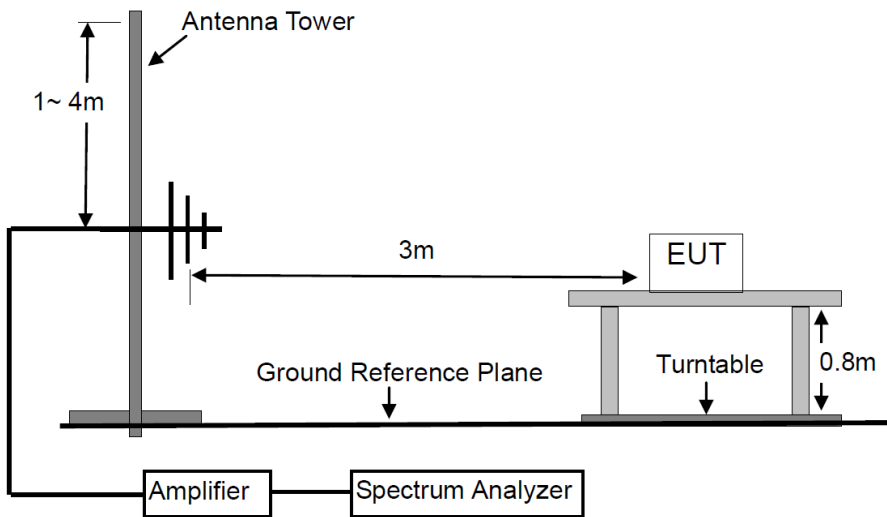 Antenna Tower
1~ 4m
3m
EUT
Ground Reference Plane
Turntable
0.8m
Amplifier
Spectrum Analyzer